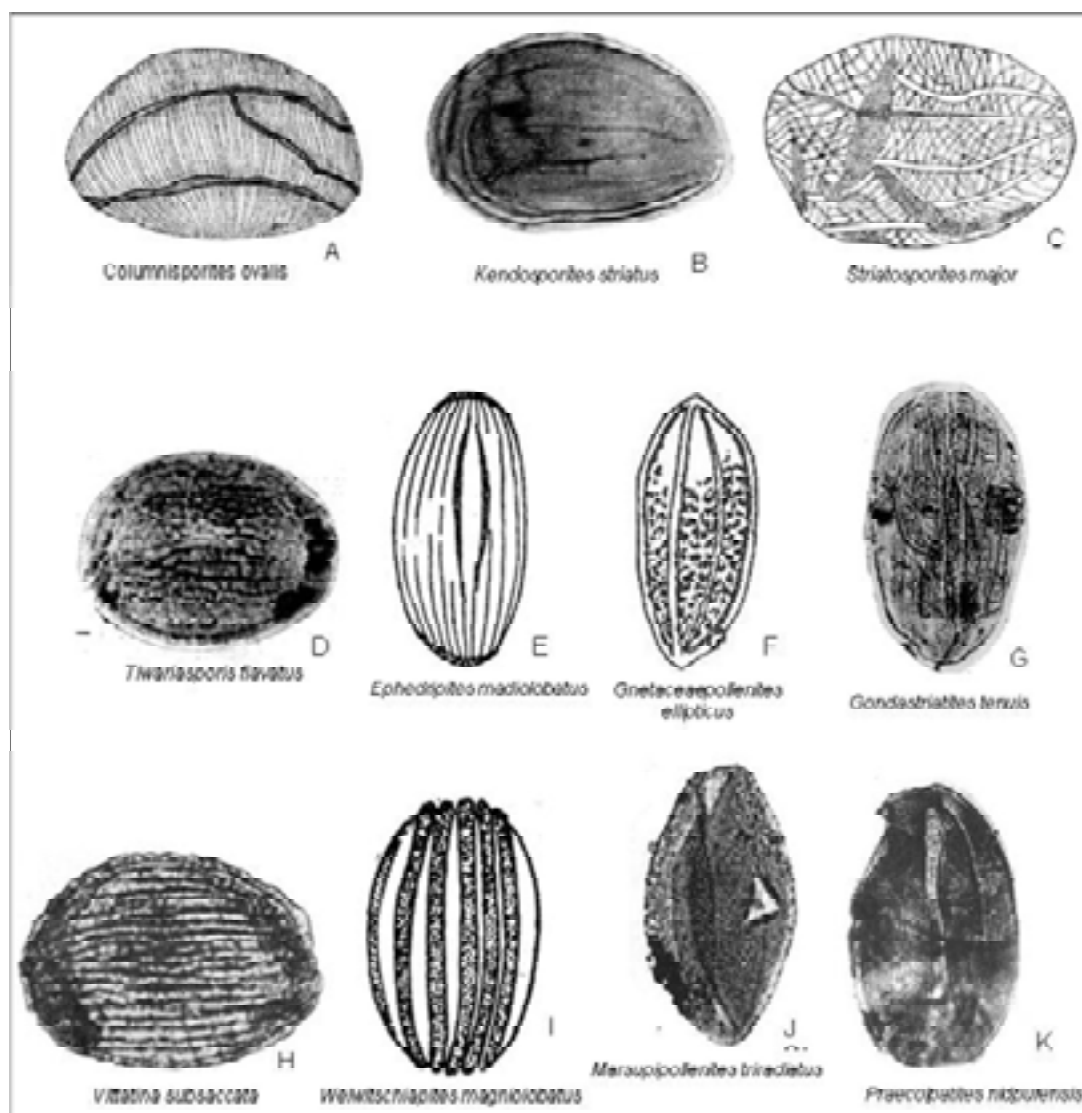 A
Columnisporites ovalis
B
Kendosporites striatus
C
Striatosporites major
D
Tiwariasporis flavatus
E
Ephedripites madiolobatus
F
Gnetaceaepollenites
ellipticus
G
Gondastriatites tenuis
H
Vittatina subsaccata
I
Welwitschiapites magniolobatus
J
Marsupipollenites triradiatus
K
Praecolpatites nidpurensis